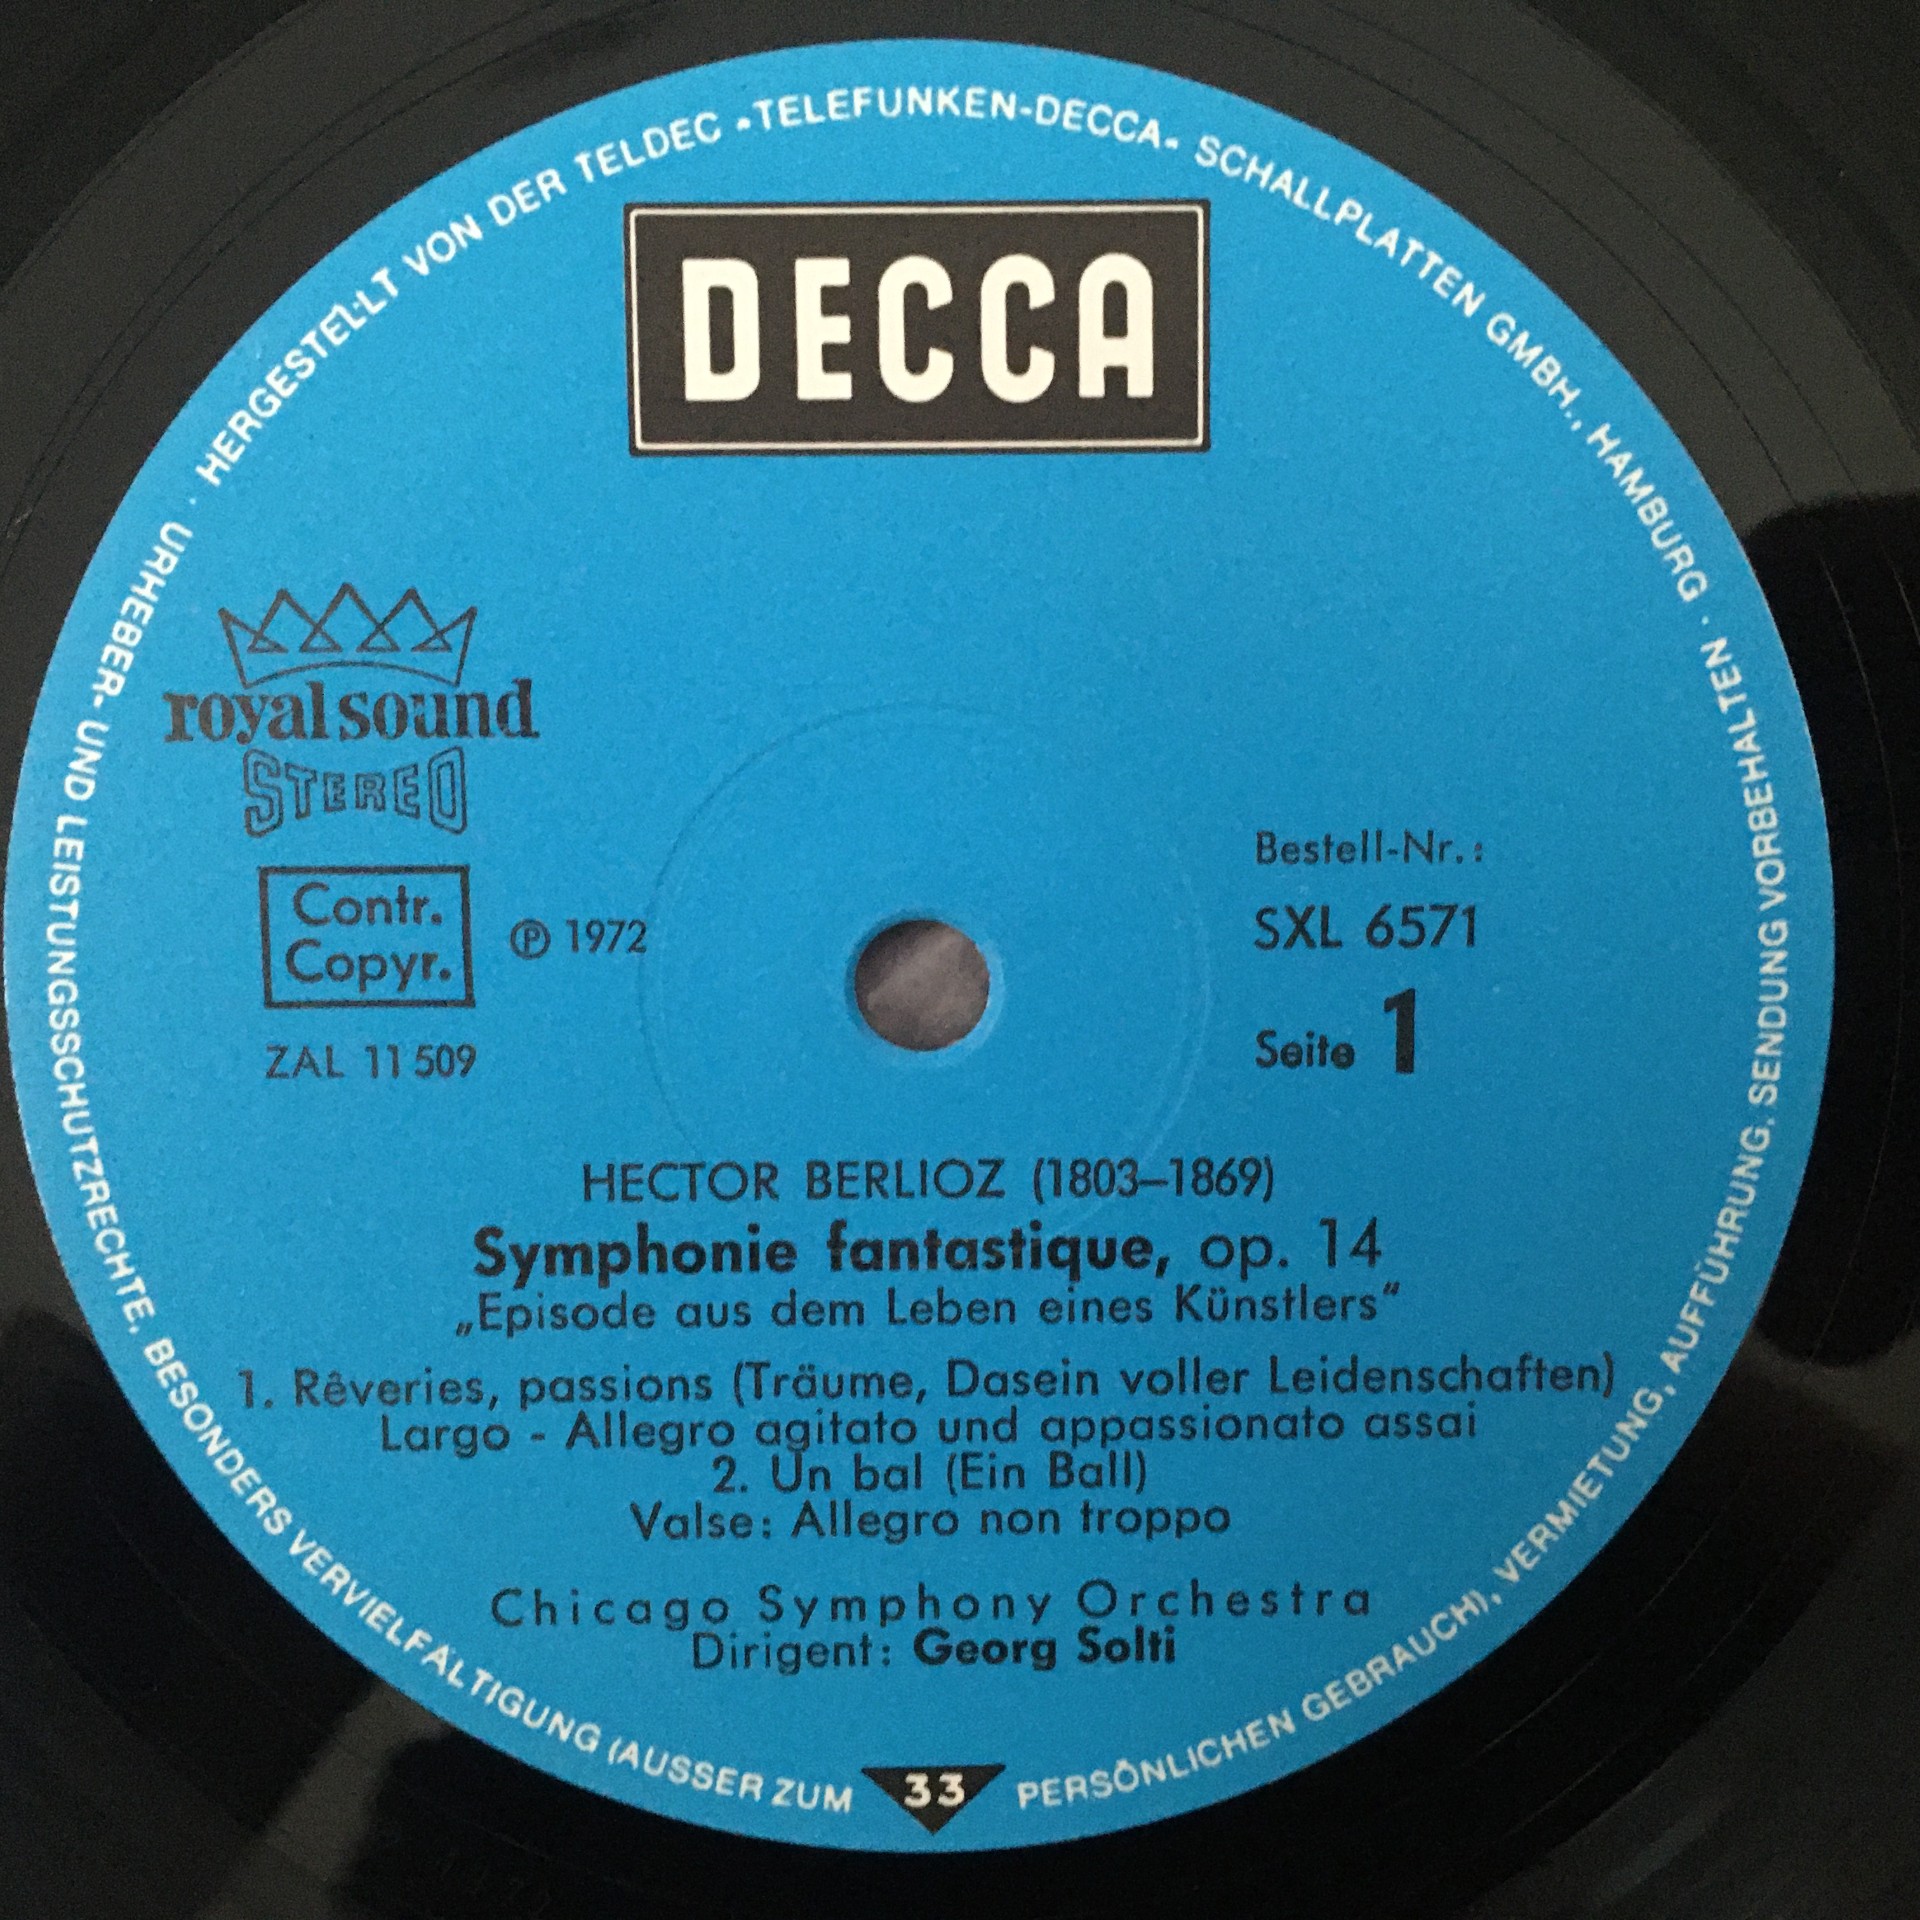 HERGESTELLT VON DER TELDEC »TELEFUNKEN-DECCA« SCHALLPLATTEN GMBH., HAMBURG ·
URHEBER- UND LEISTUNGSSCHUTZRECHTE, BESONDERS VERVIELFÄLTIGUNG (AUSSER ZUM PERSÖNLICHEN GEBRAUCH), VERMIETUNG, AUFFÜHRUNG, SENDUNG VORBEHALTEN ·
DECCA
royal sound
STEREO
Contr.
Copyr.
℗ 1972
ZAL 11 509
Bestell-Nr.:
SXL 6571
Seite 1
HECTOR BERLIOZ (1803–1869)
Symphonie fantastique, op. 14
„Episode aus dem Leben eines Künstlers“
1. Rêveries, passions (Träume, Dasein voller Leidenschaften)
Largo - Allegro agitato und appassionato assai
2. Un bal (Ein Ball)
Valse: Allegro non troppo
Chicago Symphony Orchestra
Dirigent: Georg Solti
33